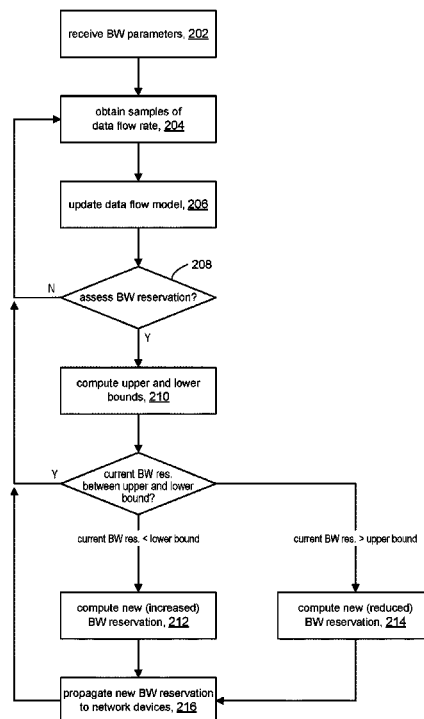 receive BW parameters, 202
obtain samples of
data flow rate, 204
update data flow model, 206
208
assess BW reservation?
N
Y
compute upper and lower
bounds, 210
Y
current BW res.
between upper and lower
bound?
current BW res. < lower bound
current BW res. > upper bound
compute new (increased)
BW reservation, 212
compute new (reduced)
BW reservation, 214
propagate new BW reservation
to network devices, 216